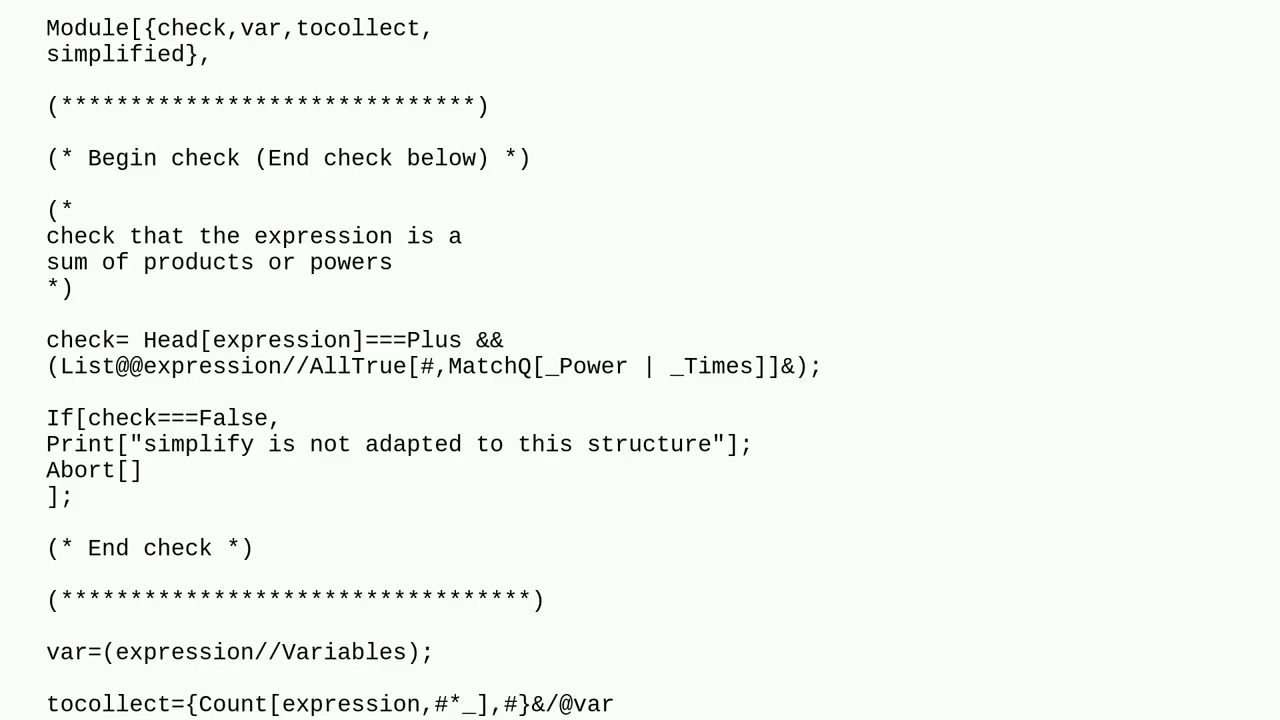 Module[{check,var,tocollect,
simplified},
(******************************)
(* Begin check (End check below) *)
(*
check that the expression is a
sum of products or powers
*)
check= Head[expression]===Plus &&
(List@@expression//AllTrue[#,MatchQ[_Power | _Times]]&);
If[check===False,
Print["simplify is not adapted to this structure"];
Abort[]
];
(* End check *)
(**********************************)
var=(expression//Variables);
tocollect={Count[expression,#*_],#}&/@var